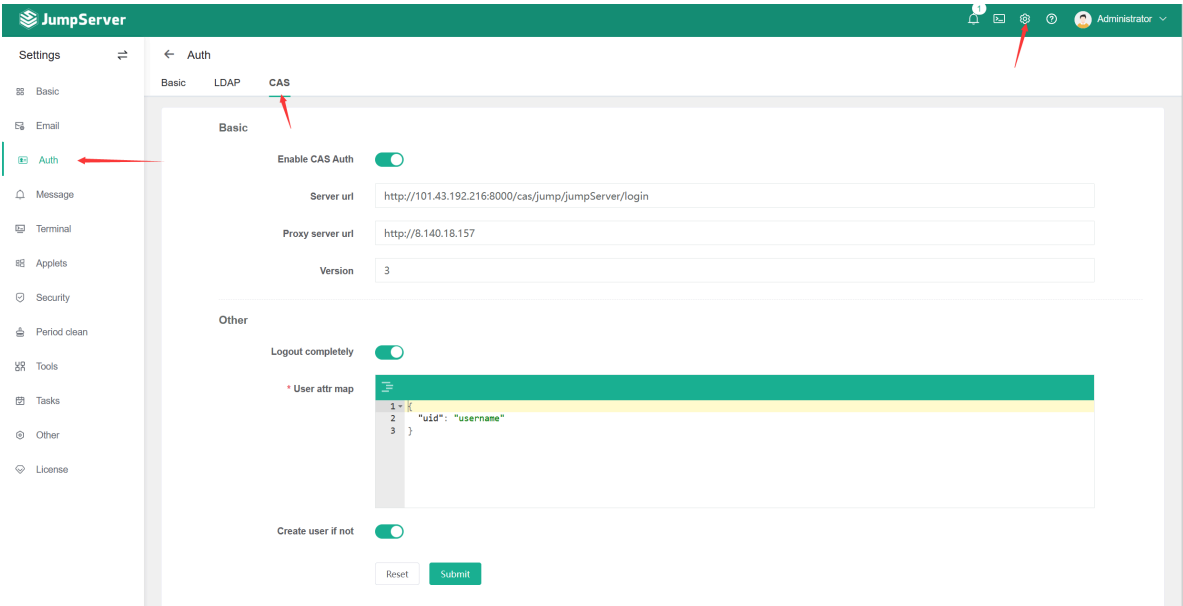 JumpServer
1
Administrator
Settings
Auth
Basic
LDAP
CAS
Basic
Email
Auth
Message
Terminal
Applets
Security
Period clean
Tools
Tasks
Other
License
Basic
Enable CAS Auth
Server url
http://101.43.192.216:8000/cas/jump/jumpServer/login
Proxy server url
http://8.140.18.157
Version
3
Other
Logout completely
* User attr map
1 {
2 "uid": "username"
3 }
Create user if not
Reset
Submit